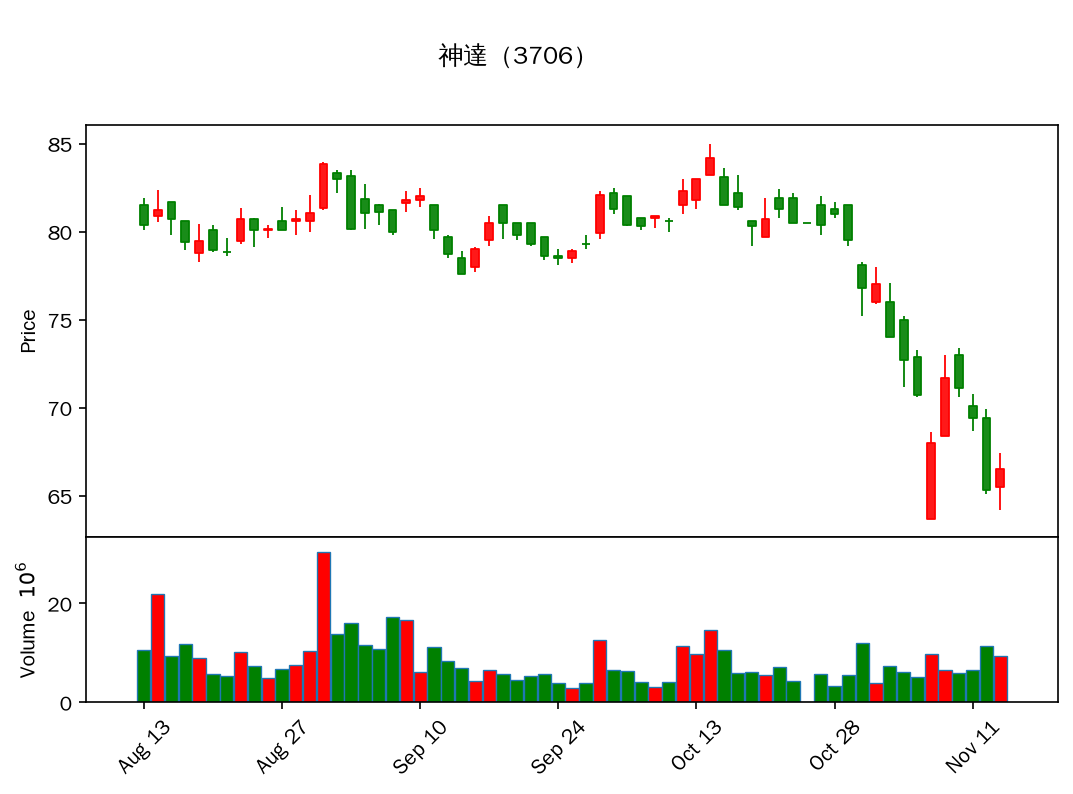 神達（3706）
85
80
75
70
65
Price
20
0
Volume 10⁶
Aug 13
Aug 27
Sep 10
Sep 24
Oct 13
Oct 28
Nov 11